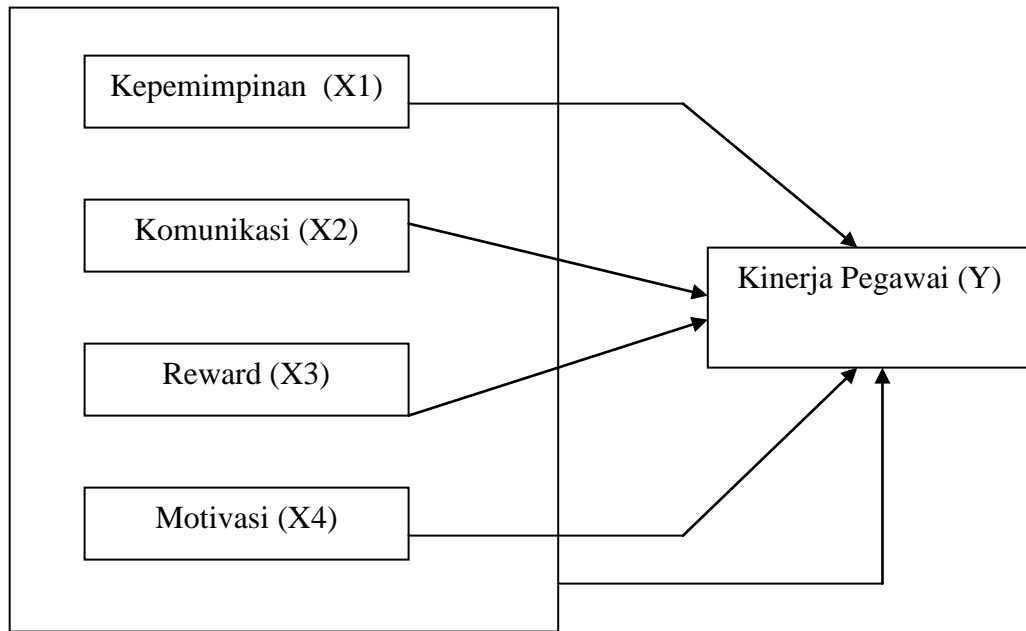 Kepemimpinan (X1)
Komunikasi (X2)
Kinerja Pegawai (Y)
Reward (X3)
Motivasi (X4)